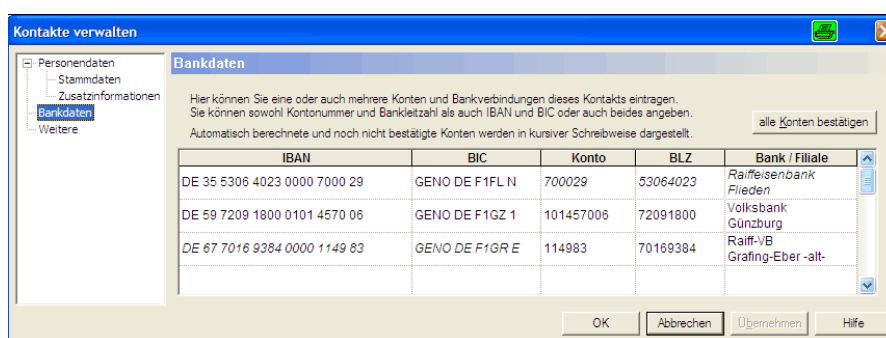 Kontakte verwalten
Personendaten
Stammdaten
Zusatzinformationen
Bankdaten
Weitere
Bankdaten
Hier können Sie eine oder auch mehrere Konten und Bankverbindungen dieses Kontakts eintragen.
Sie können sowohl Kontonummer und Bankleitzahl als auch IBAN und BIC oder auch beides angeben.
Automatisch berechnete und noch nicht bestätigte Konten werden in kursiver Schreibweise dargestellt.
alle Konten bestätigen
IBAN BIC Konto BLZ Bank / Filiale
DE 35 5306 4023 0000 7000 29 GENO DE F1FL N 700029 53064023 Raiffeisenbank
Flieden
DE 59 7209 1800 0101 4570 06 GENO DE F1GZ 1 101457006 72091800 Volksbank
Günzburg
DE 67 7016 9384 0000 1149 83 GENO DE F1GR E 114983 70169384 Raiff-VB
Grafing-Eber -alt-
OK Abbrechen Übernehmen Hilfe